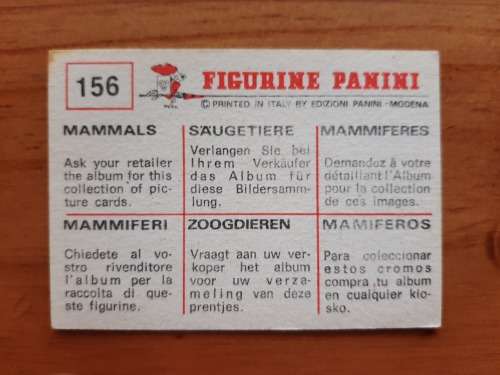 156
FIGURINE PANINI
© PRINTED IN ITALY BY EDIZIONI PANINI - MODENA
MAMMALS
Ask your retailer
the album for this
collection of pic-
ture cards.
SÄUGETIERE
Verlangen Sie bei
Ihrem Verkäufer
das Album für
diese Bildersamm-
lung.
MAMMIFERES
Demandez à votre
détaillant l'Album
pour la collection
de ces images.
MAMMIFERI
Chiedete al vo-
stro rivenditore
l'album per la
raccolta di que-
ste figurine.
ZOOGDIEREN
Vraagt aan uw ver-
koper het album
voor uw verza-
meling van deze
prentjes.
MAMIFEROS
Para coleccionar
estos cromos
compra ,tu album
en cualquier kio-
sko.